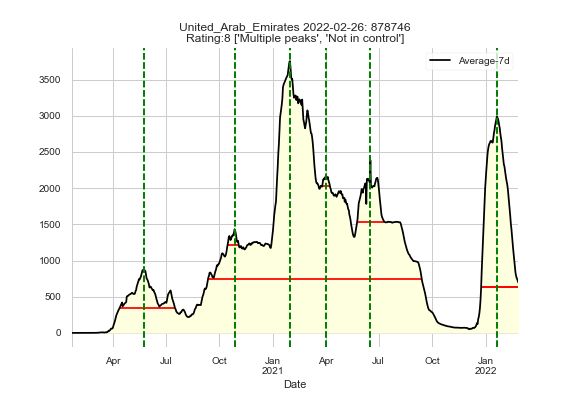 United_Arab_Emirates 2022-02-26: 878746
Rating:8 ['Multiple peaks', 'Not in control']
Average-7d
3500
3000
2500
2000
1500
1000
500
0
Apr
Jul
Oct
Jan
2021
Apr
Jul
Oct
Jan
2022
Date